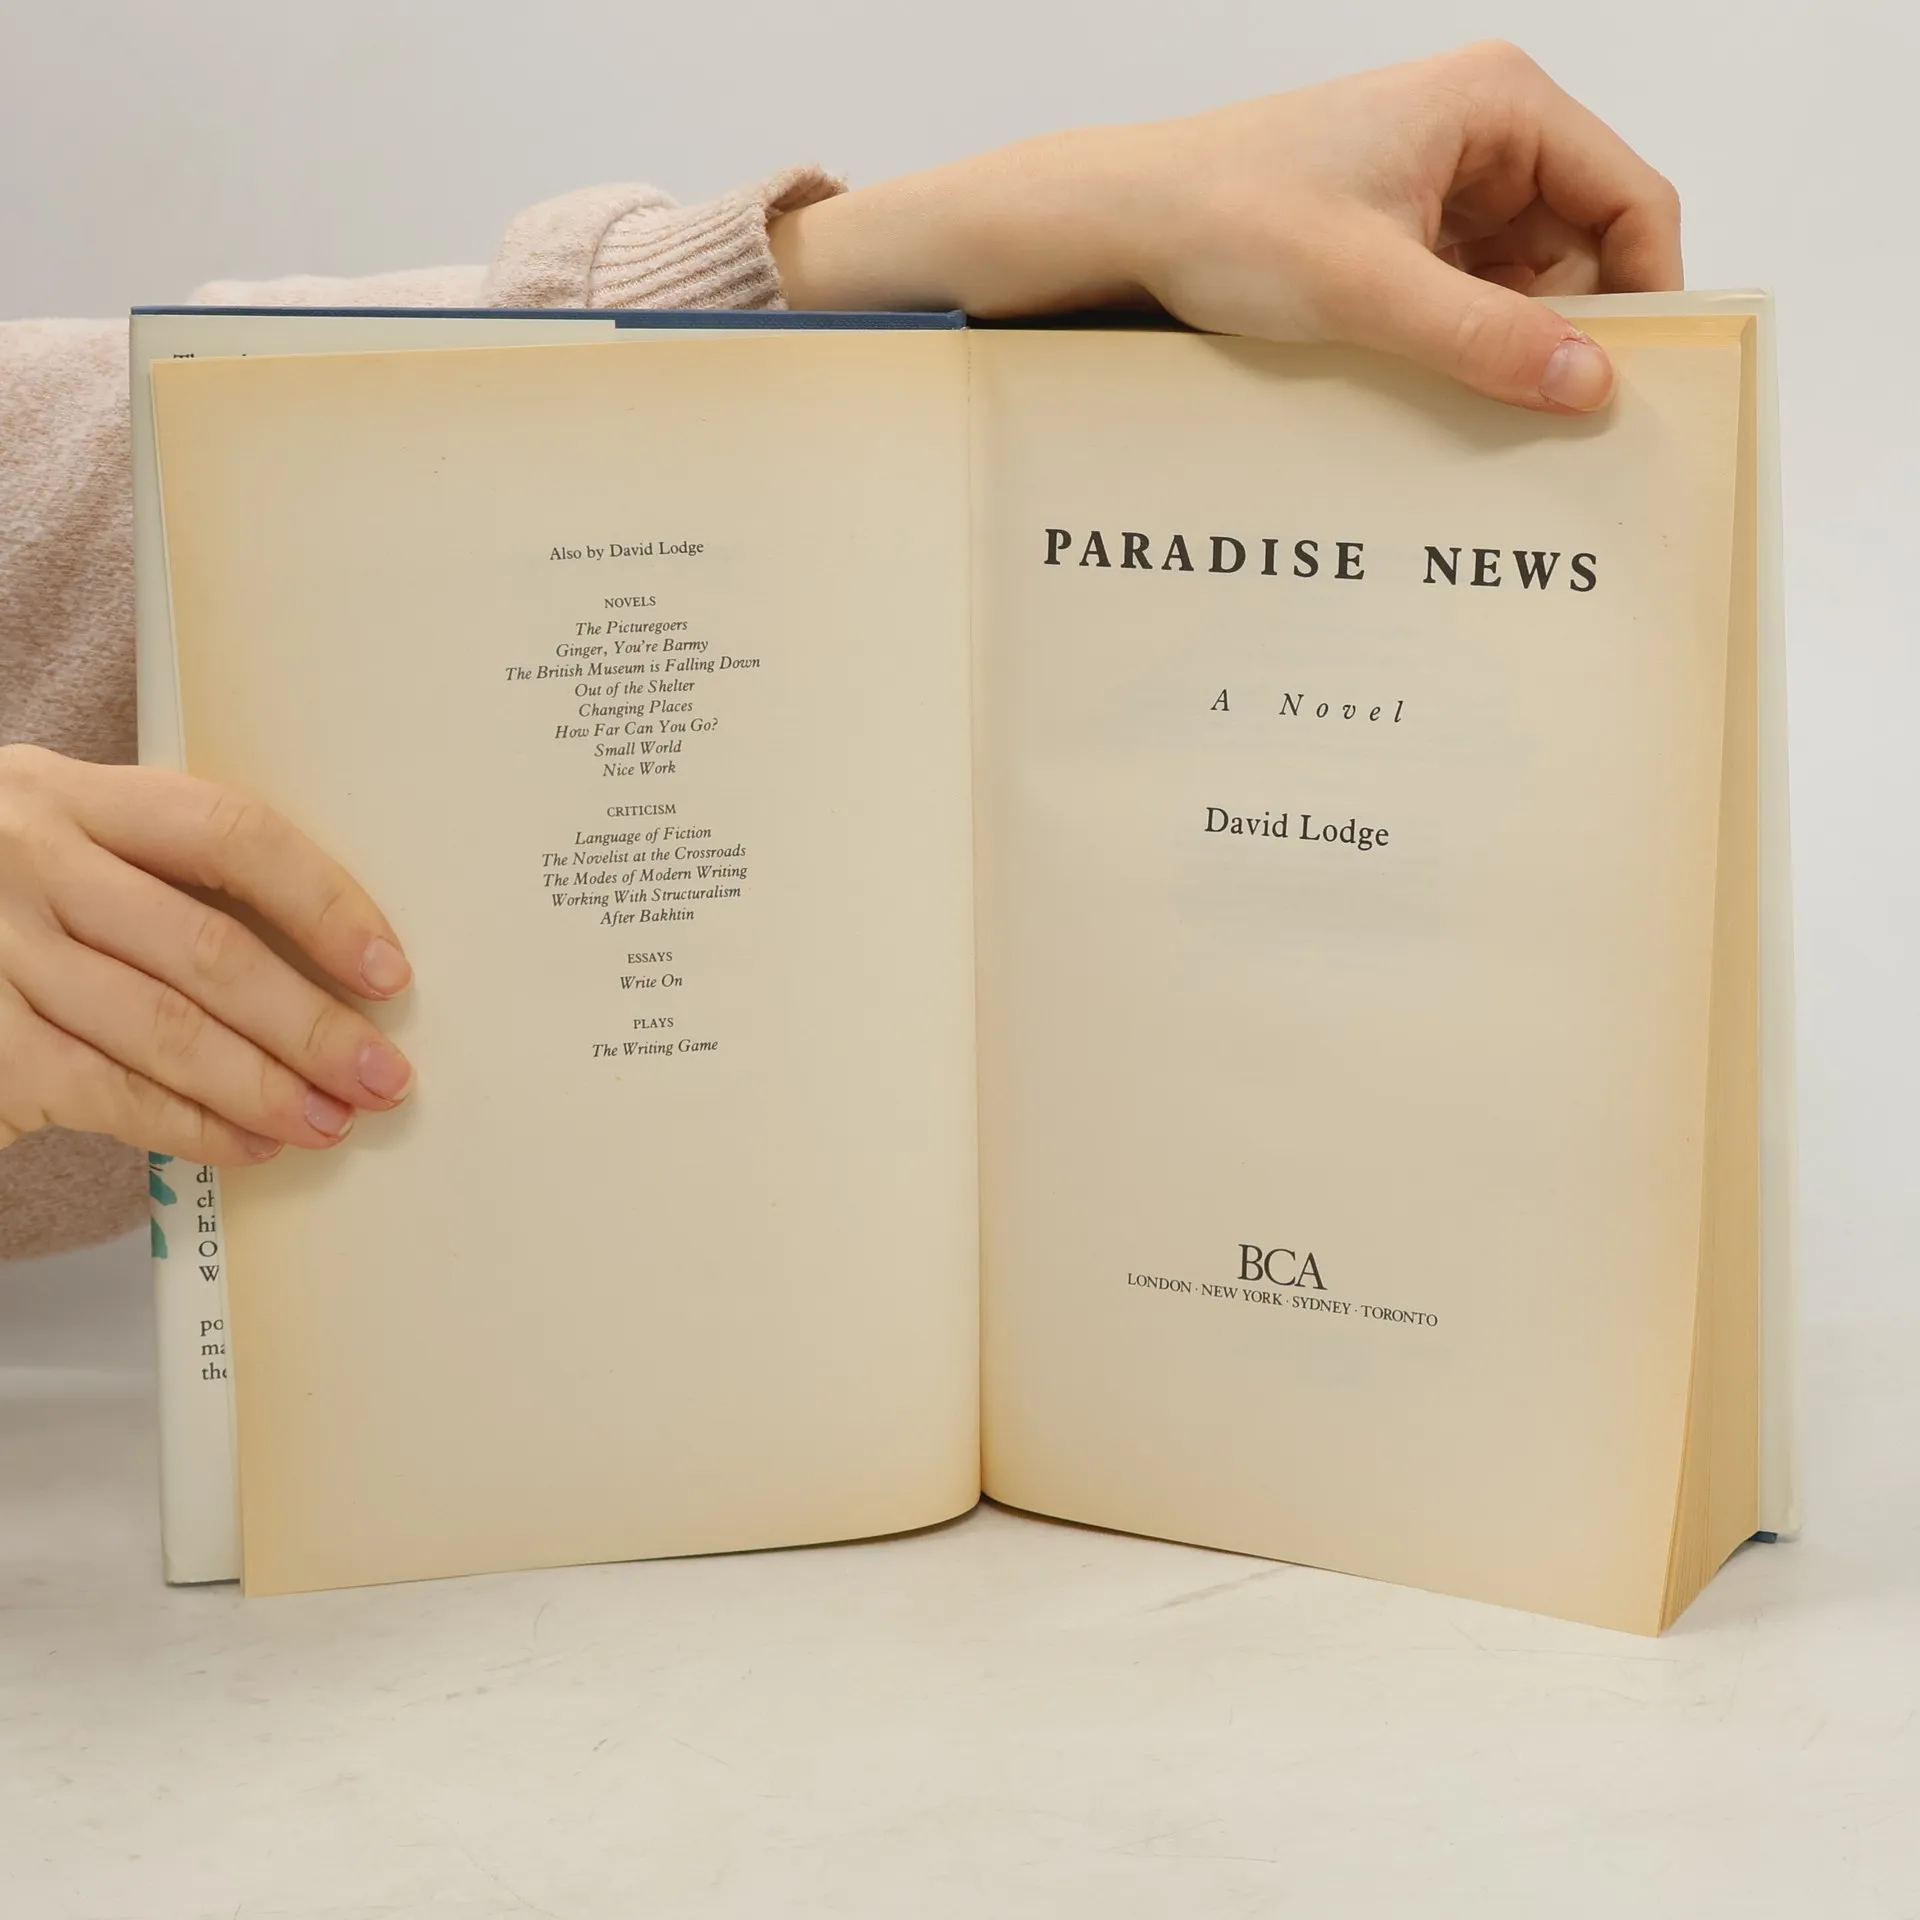 Also by David Lodge
NOVELS
The Picturegoers
Ginger, You're Barmy
The British Museum is Falling Down
Out of the Shelter
Changing Places
How Far Can You Go?
Small World
Nice Work
CRITICISM
Language of Fiction
The Novelist at the Crossroads
The Modes of Modern Writing
Working With Structuralism
After Bakhtin
ESSAYS
Write On
PLAYS
The Writing Game
PARADISE NEWS
A Novel
David Lodge
BCA
LONDON · NEW YORK · SYDNEY · TORONTO